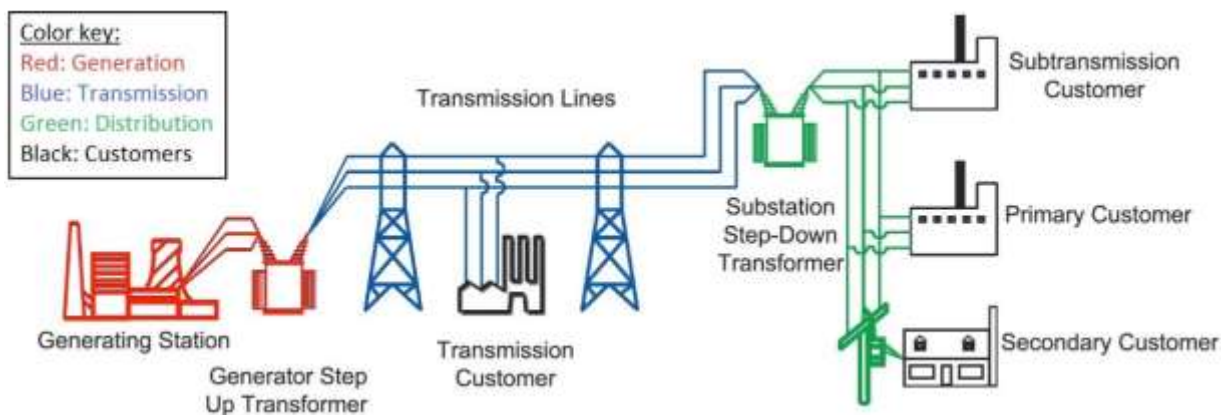 Color key:
Red: Generation
Blue: Transmission
Green: Distribution
Black: Customers
Transmission Lines
Subtransmission
Customer
Generating Station
Generator Step
Up Transformer
Transmission
Customer
Substation
Step-Down
Transformer
Primary Customer
Secondary Customer